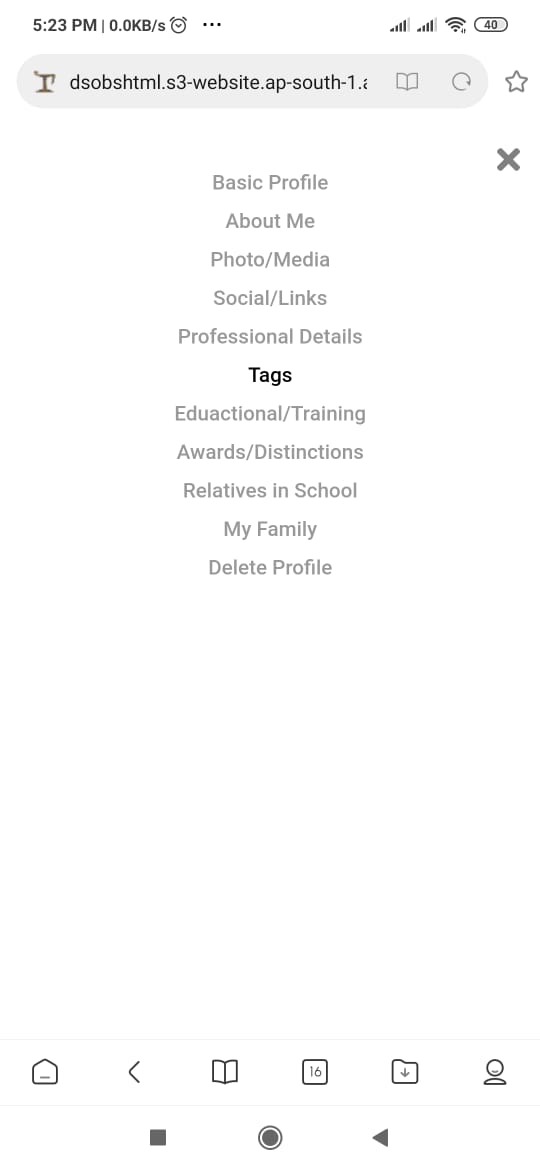 5:23 PM | 0.0KB/s ...
40
dsobshtml.s3-website.ap-south-1.
Basic Profile
About Me
Photo/Media
Social/Links
Professional Details
Tags
Eduactional/Training
Awards/Distinctions
Relatives in School
My Family
Delete Profile
16